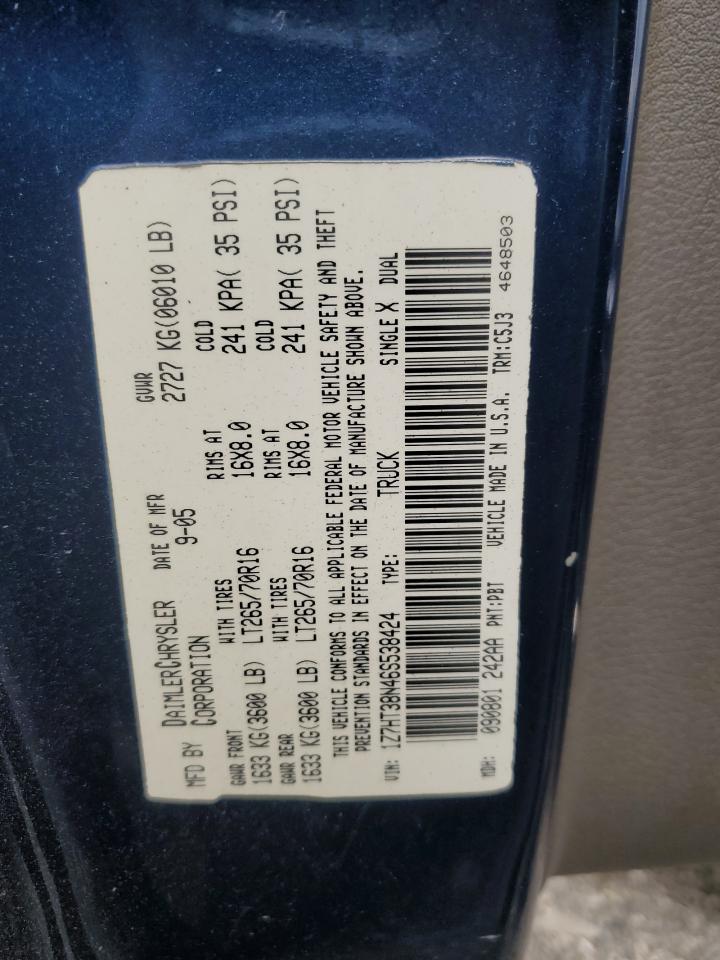 MFD BY DAIMLERCHRYSLER CORPORATION DATE OF MFR 9-05 GVWR 2727 KG(06010 LB)
GAWR FRONT WITH TIRES RIMS AT COLD
1633 KG(3600 LB) LT265/70R16 16X8.0 241 KPA( 35 PSI)
GAWR REAR WITH TIRES RIMS AT COLD
1633 KG(3600 LB) LT265/70R16 16X8.0 241 KPA( 35 PSI)
THIS VEHICLE CONFORMS TO ALL APPLICABLE FEDERAL MOTOR VEHICLE SAFETY AND THEFT
PREVENTION STANDARDS IN EFFECT ON THE DATE OF MANUFACTURE SHOWN ABOVE.
VIN: 1Z7HT38N46S538424 TYPE: TRUCK SINGLE X DUAL
MDH: 090801 242AA PNT:PBT VEHICLE MADE IN U.S.A. TRM:C5J3 4648503